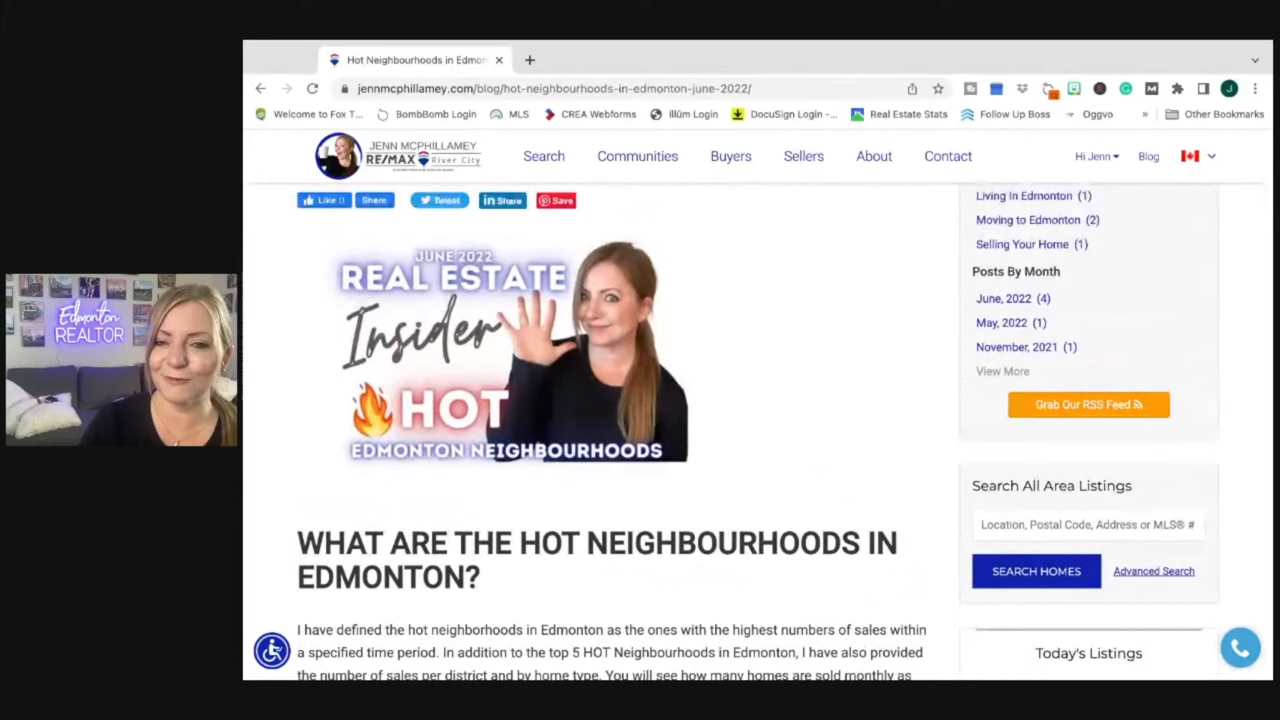 Hot Neighbourhoods in Edmor
jennmcphillamey.com/blog/hot-neighbourhoods-in-edmonton-june-2022/
Welcome to Fox T... BombBomb Login MLS CREA Webforms illüm Login DocuSign Login -... Real Estate Stats Follow Up Boss Oggvo » Other Bookmarks
JENN MCPHILLAMEY
RE/MAX River City
Search Communities Buyers Sellers About Contact Hi Jenn Blog
Like 0 Share Tweet in Share Save
Living In Edmonton (1)
Moving to Edmonton (2)
Selling Your Home (1)
Posts By Month
June, 2022 (4)
May, 2022 (1)
November, 2021 (1)
View More
Grab Our RSS Feed
JUNE 2022
REAL ESTATE
Insider
HOT
EDMONTON NEIGHBOURHOODS
Edmonton
REALTOR
Search All Area Listings
Location, Postal Code, Address or MLS® #
SEARCH HOMES Advanced Search
WHAT ARE THE HOT NEIGHBOURHOODS IN
EDMONTON?
I have defined the hot neighborhoods in Edmonton as the ones with the highest numbers of sales within
a specified time period. In addition to the top 5 HOT Neighbourhoods in Edmonton, I have also provided
the number of sales per district and by home type. You will see how many homes are sold monthly as
Today's Listings